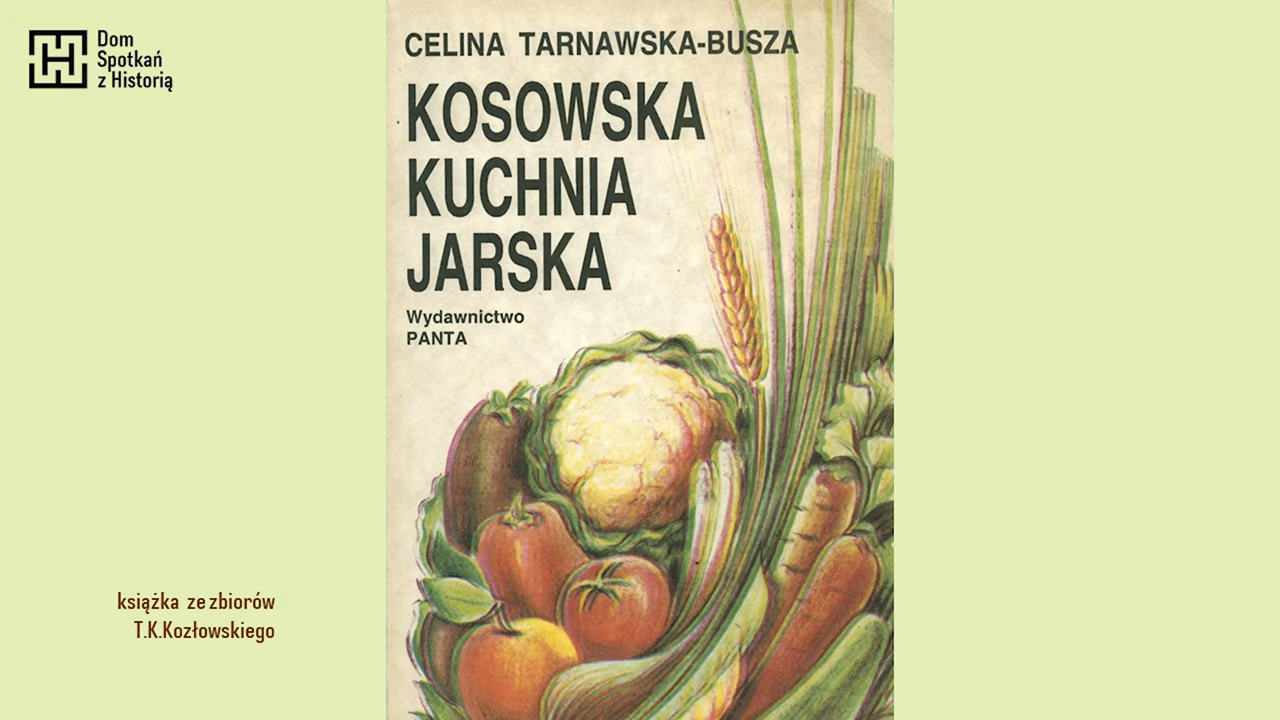 Dom
Spotkań
z Historią
CELINA TARNAWSKA-BUSZA
KOSOWSKA
KUCHNIA
JARSKA
Wydawnictwo
PANTA
książka ze zbiorów
T.K.Kozłowskiego